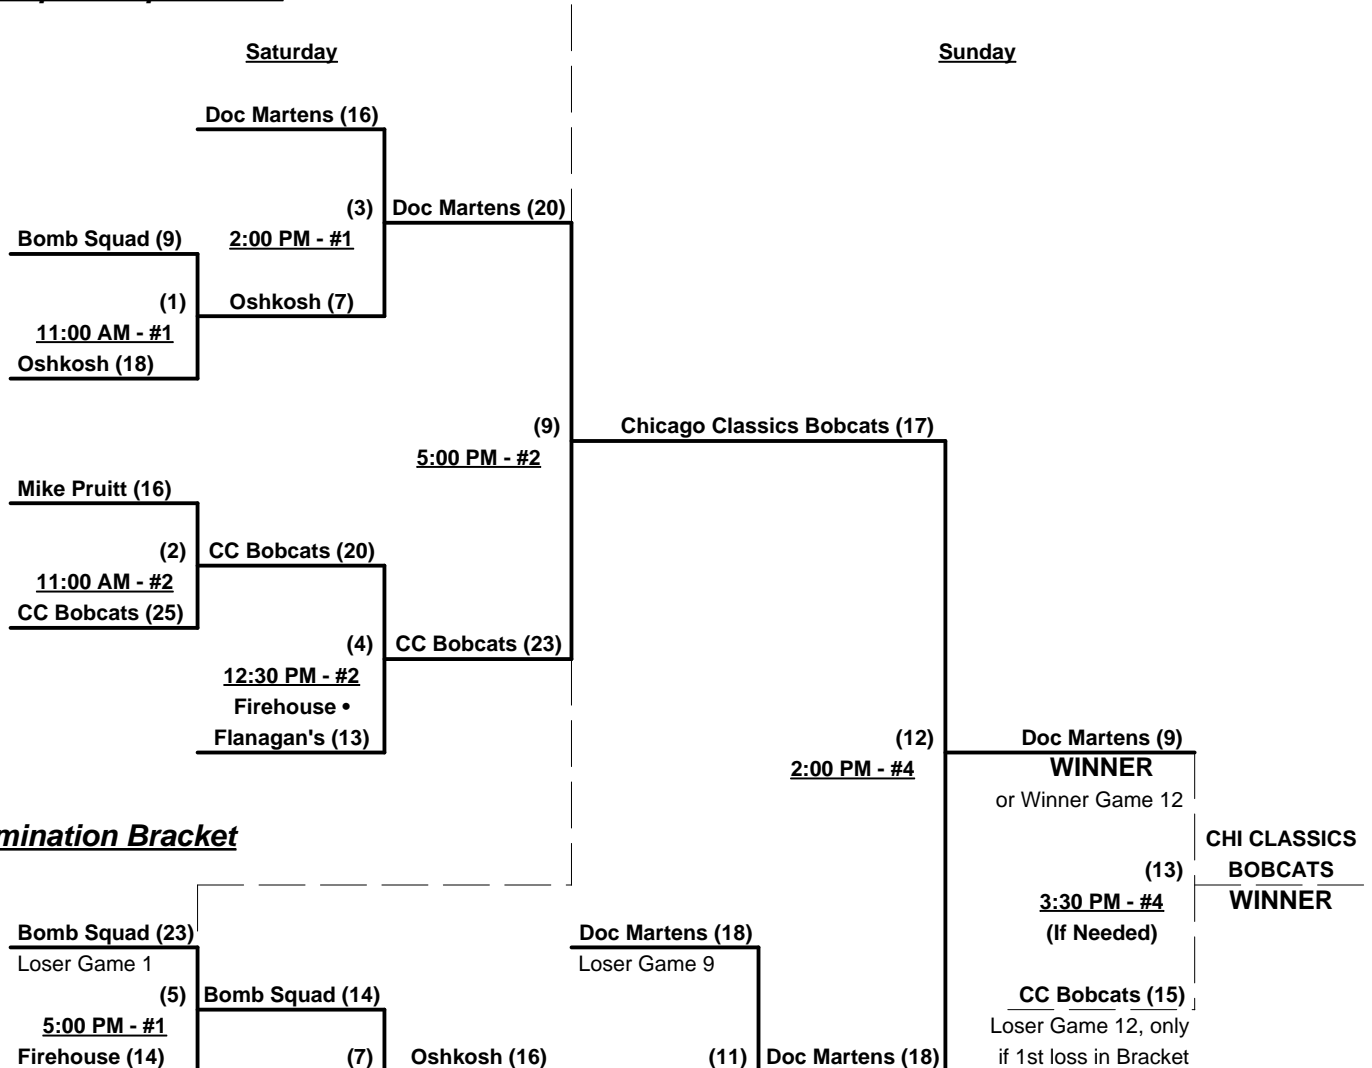 Saturday
Sunday
Doc Martens (16)
(3)
Doc Martens (20)
Bomb Squad (9)
2:00 PM - #1
(1)
Oshkosh (7)
11:00 AM - #1
Oshkosh (18)
(9)
Chicago Classics Bobcats (17)
5:00 PM - #2
Mike Pruitt (16)
(2)
CC Bobcats (20)
11:00 AM - #2
CC Bobcats (25)
(4)
CC Bobcats (23)
12:30 PM - #2
Firehouse •
Flanagan's (13)
(12)
Doc Martens (9)
2:00 PM - #4
WINNER
or Winner Game 12
mination Bracket
CHI CLASSICS
(13)
BOBCATS
3:30 PM - #4
WINNER
Bomb Squad (23)
Doc Martens (18)
(If Needed)
Loser Game 1
Loser Game 9
(5)
Bomb Squad (14)
CC Bobcats (15)
5:00 PM - #1
Loser Game 12, only
Firehouse (14)
(7)
Oshkosh (16)
(11)
Doc Martens (18)
if 1st loss in Bracket